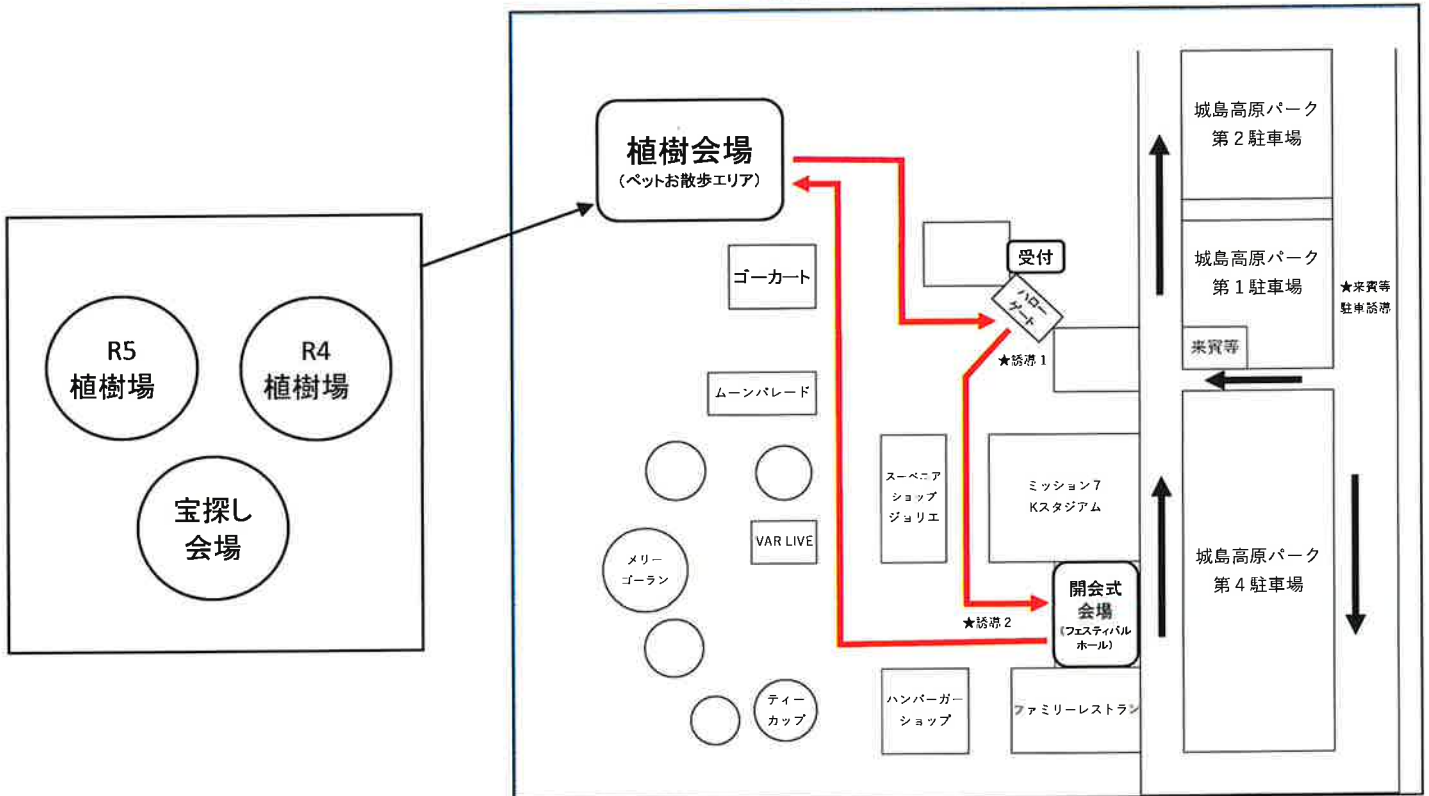 R5
植樹場
R4
植樹場
宝探し
会場
植樹会場
(ペットお散歩エリア)
ゴーカート
受付
ハロー
ゲート
★誘導1
ムーンパレード
スーベニア
ショップ
ジョリエ
ミッション7
Kスタジアム
VAR LIVE
メリー
ゴーラン
開会式
会場
(フェスティバル
ホール)
★誘導2
ティー
カップ
ハンバーガー
ショップ
ファミリーレストラン
城島高原パーク
第2駐車場
城島高原パーク
第1駐車場
★来賓等
駐車誘導
来賓等
城島高原パーク
第4駐車場